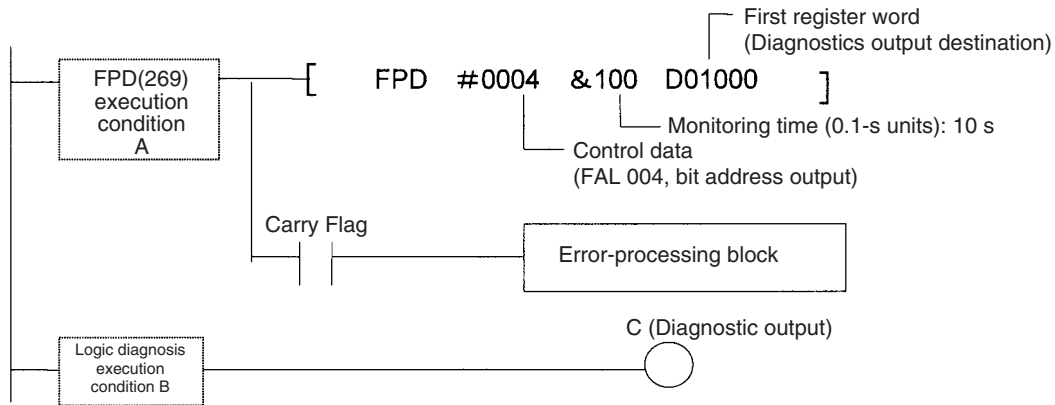 First register word
(Diagnostics output destination)
FPD(269)
execution
condition
A
[ FPD #0004 &100 D01000 ]
Monitoring time (0.1-s units): 10 s
Control data
(FAL 004, bit address output)
Carry Flag
Error-processing block
C (Diagnostic output)
Logic diagnosis
execution
condition B